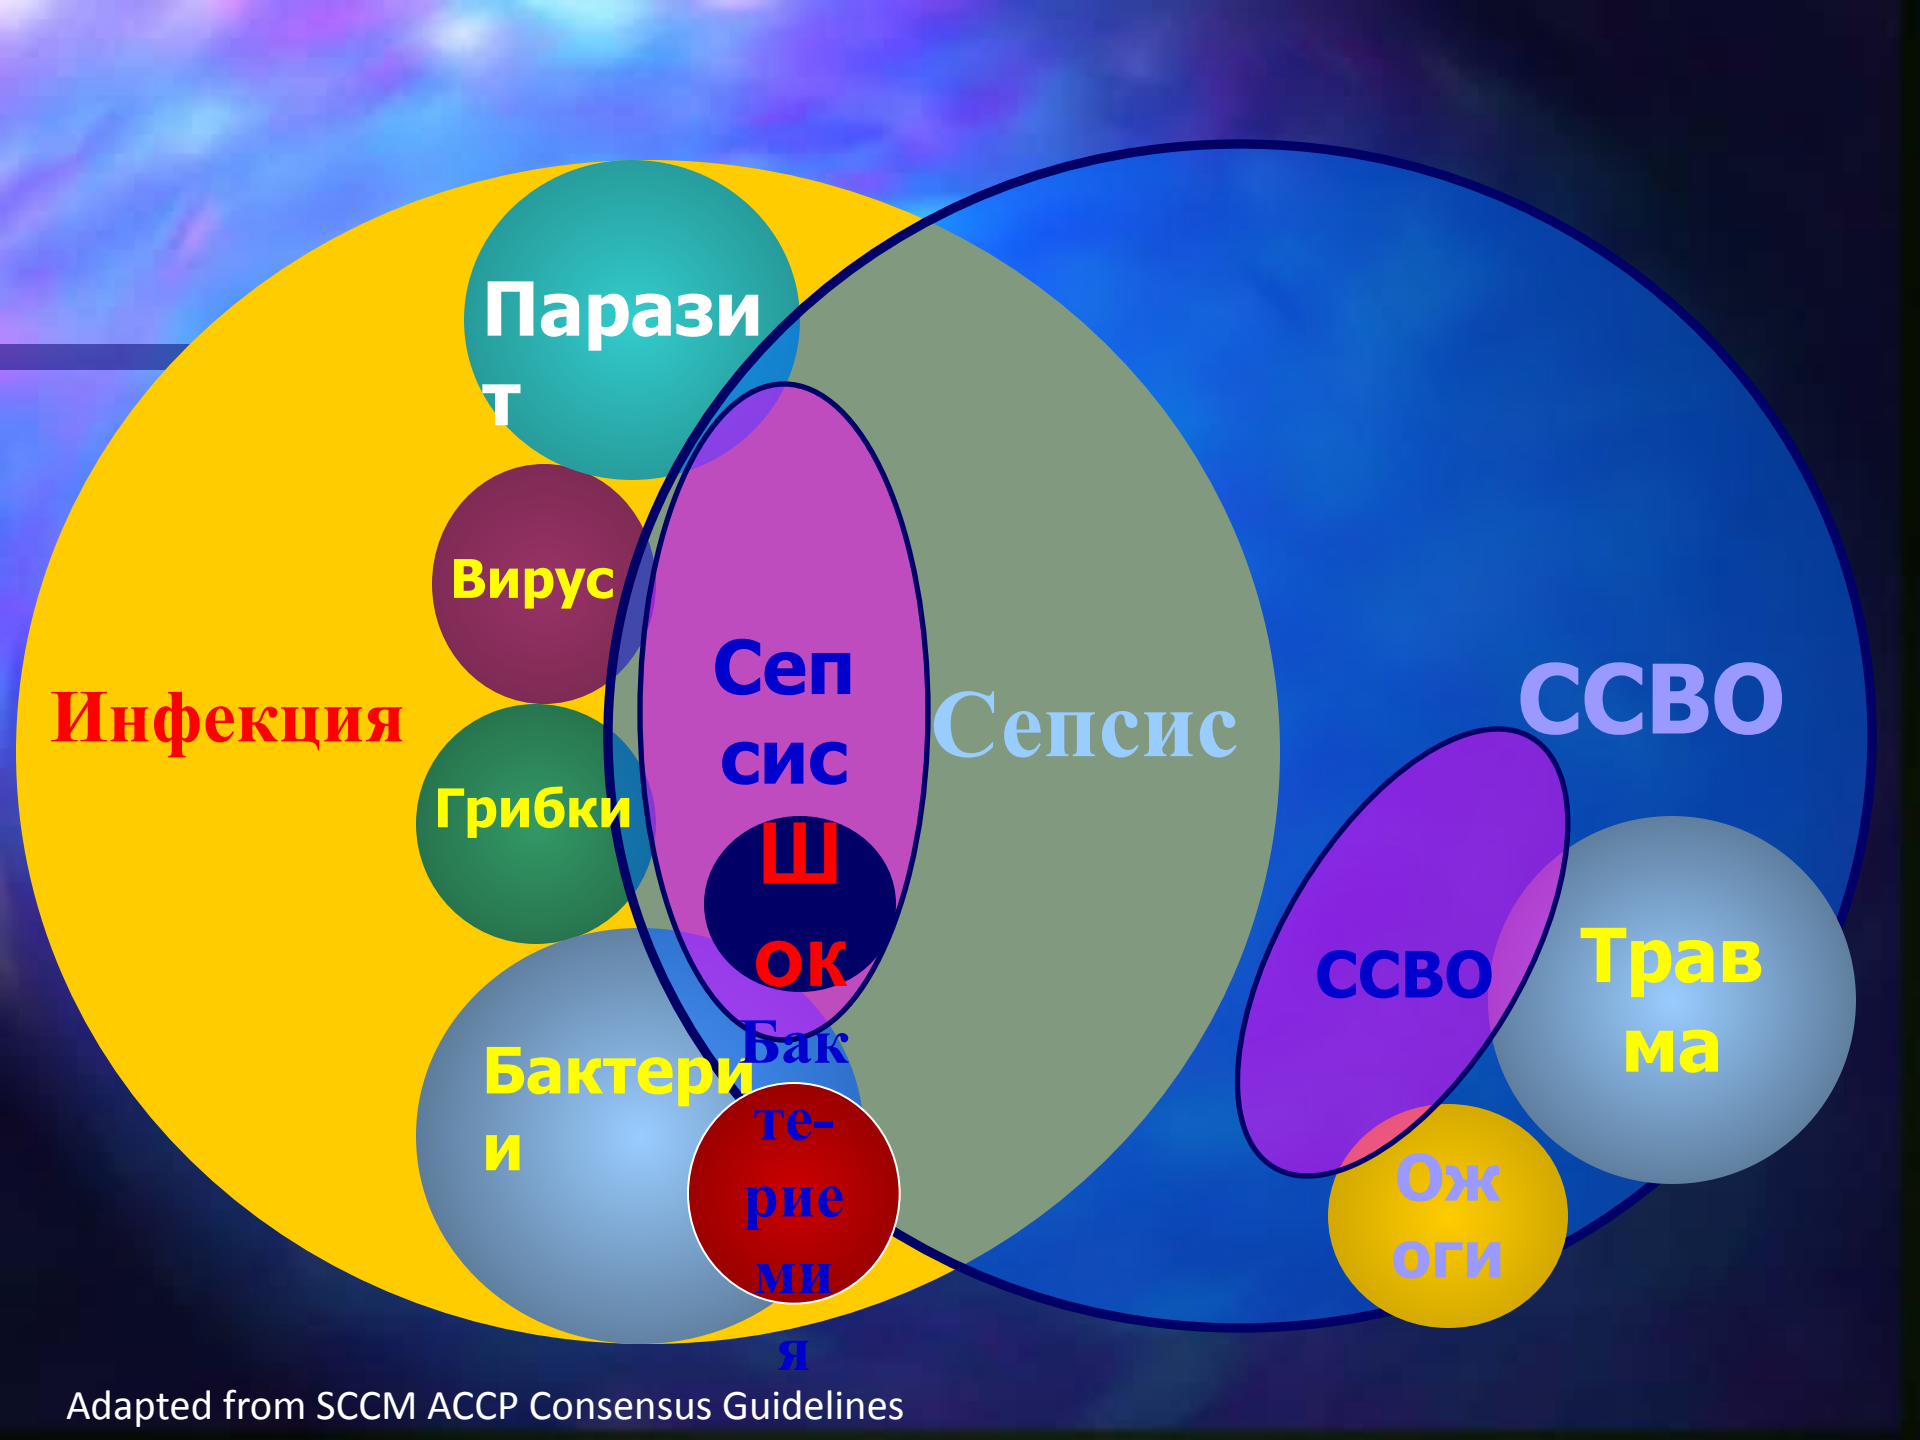 Парази
т
Вирус
Инфекция
Грибки
Бактери
и
Сеп
сис
Ш
ок
Бак
те-
рие
ми
я
Сепсис
ССВО
ССВО
Трав
ма
Ож
оги
Adapted from SCCM ACCP Consensus Guidelines